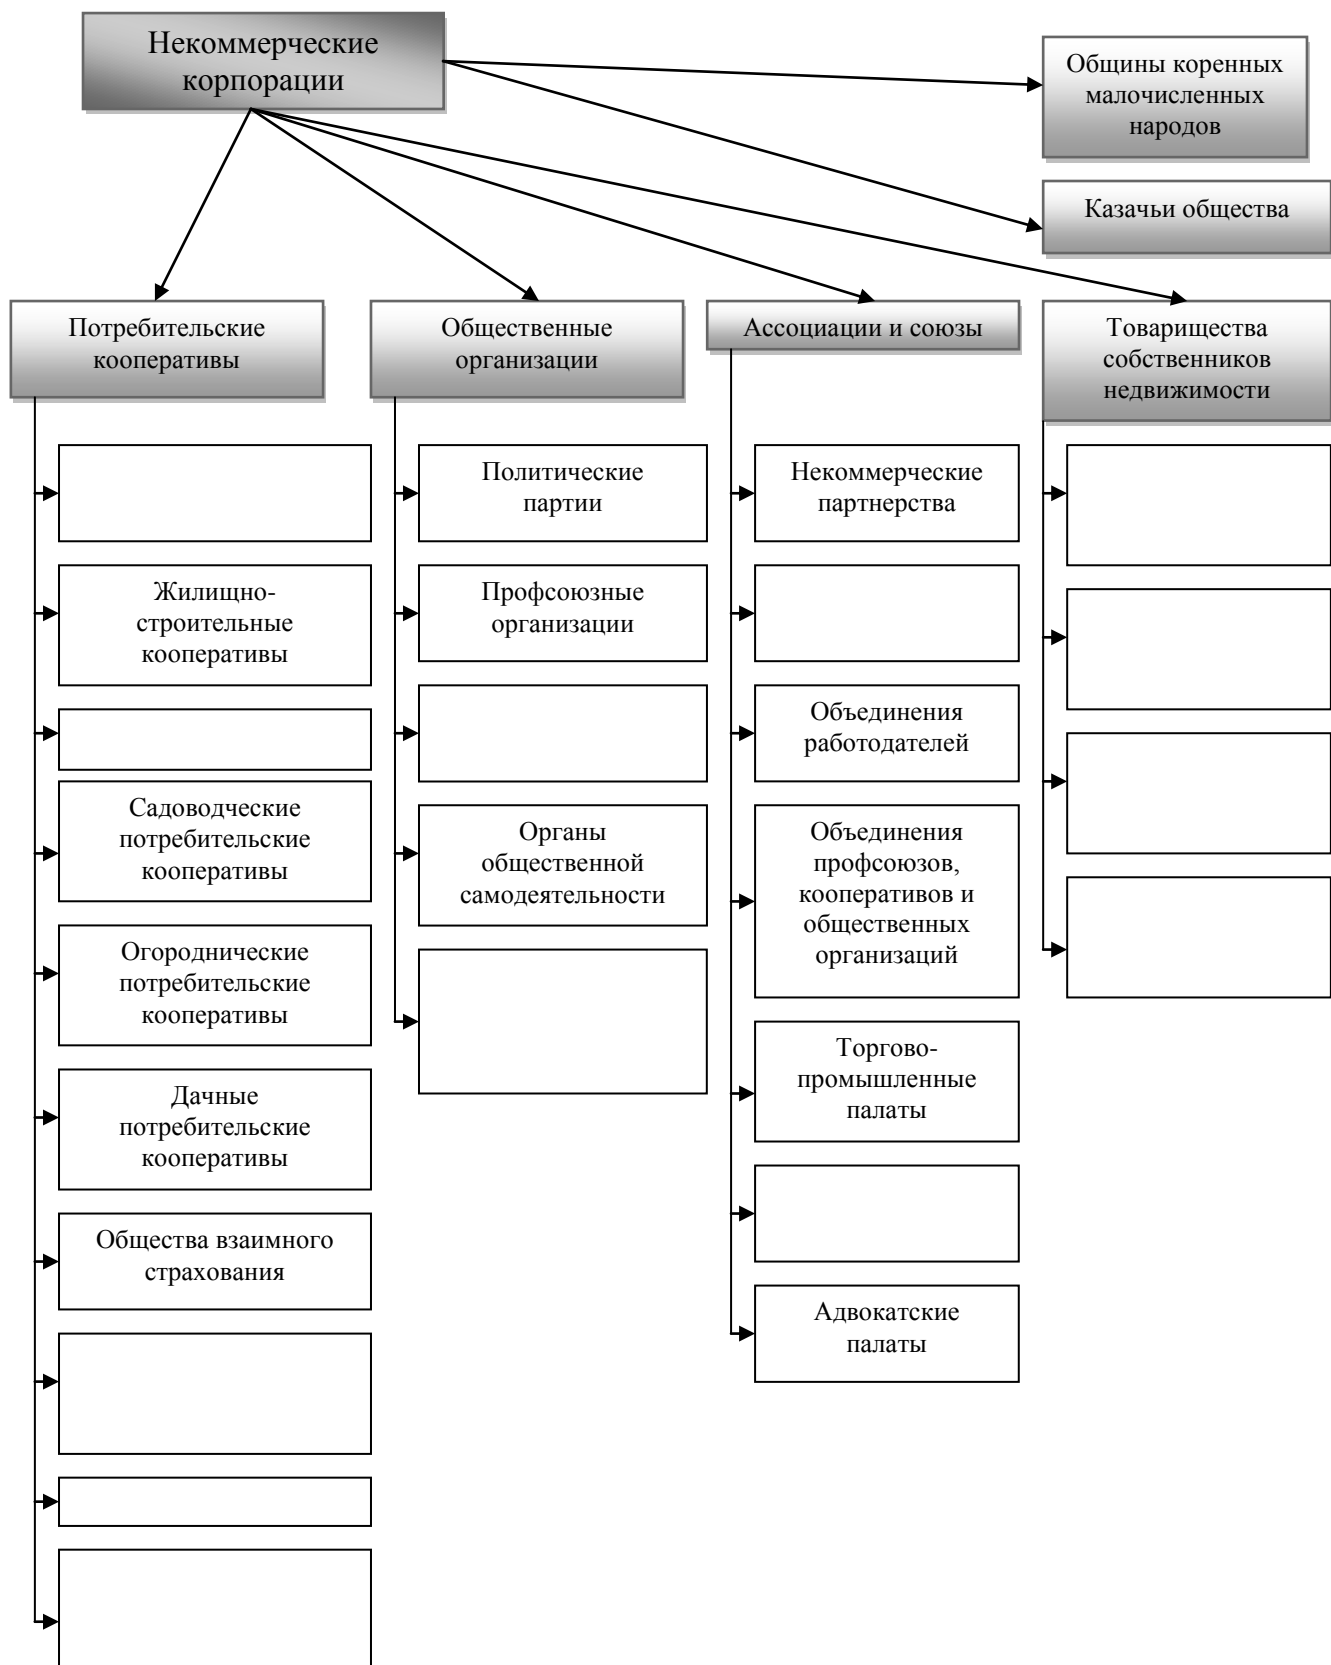 Некоммерческие
корпорации
Общины коренных
малочисленных
народов
Казачьи общества
Потребительские
кооперативы
Общественные
организации
Ассоциации и союзы
Товарищества
собственников
недвижимости
Жилищно-
строительные
кооперативы
Садоводческие
потребительские
кооперативы
Огороднические
потребительские
кооперативы
Дачные
потребительские
кооперативы
Общества взаимного
страхования
Политические
партии
Профсоюзные
организации
Органы
общественной
самодеятельности
Некоммерческие
партнерства
Объединения
работодателей
Объединения
профсоюзов,
кооперативов и
общественных
организаций
Торгово-
промышленные
палаты
Адвокатские
палаты